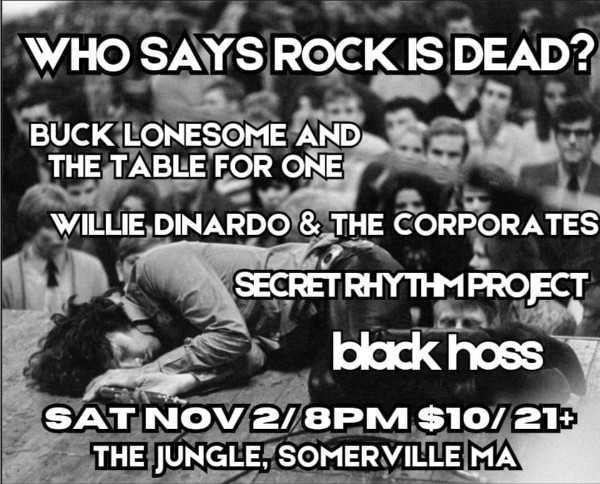 WHO SAYS ROCK IS DEAD?
BUCK LONESOME AND
THE TABLE FOR ONE
WILLIE DINARDO & THE CORPORATES
SECRET RHYTHM PROJECT
black hoss
SAT NOV 2/ 8PM $10/ 21+
THE JUNGLE, SOMERVILLE MA